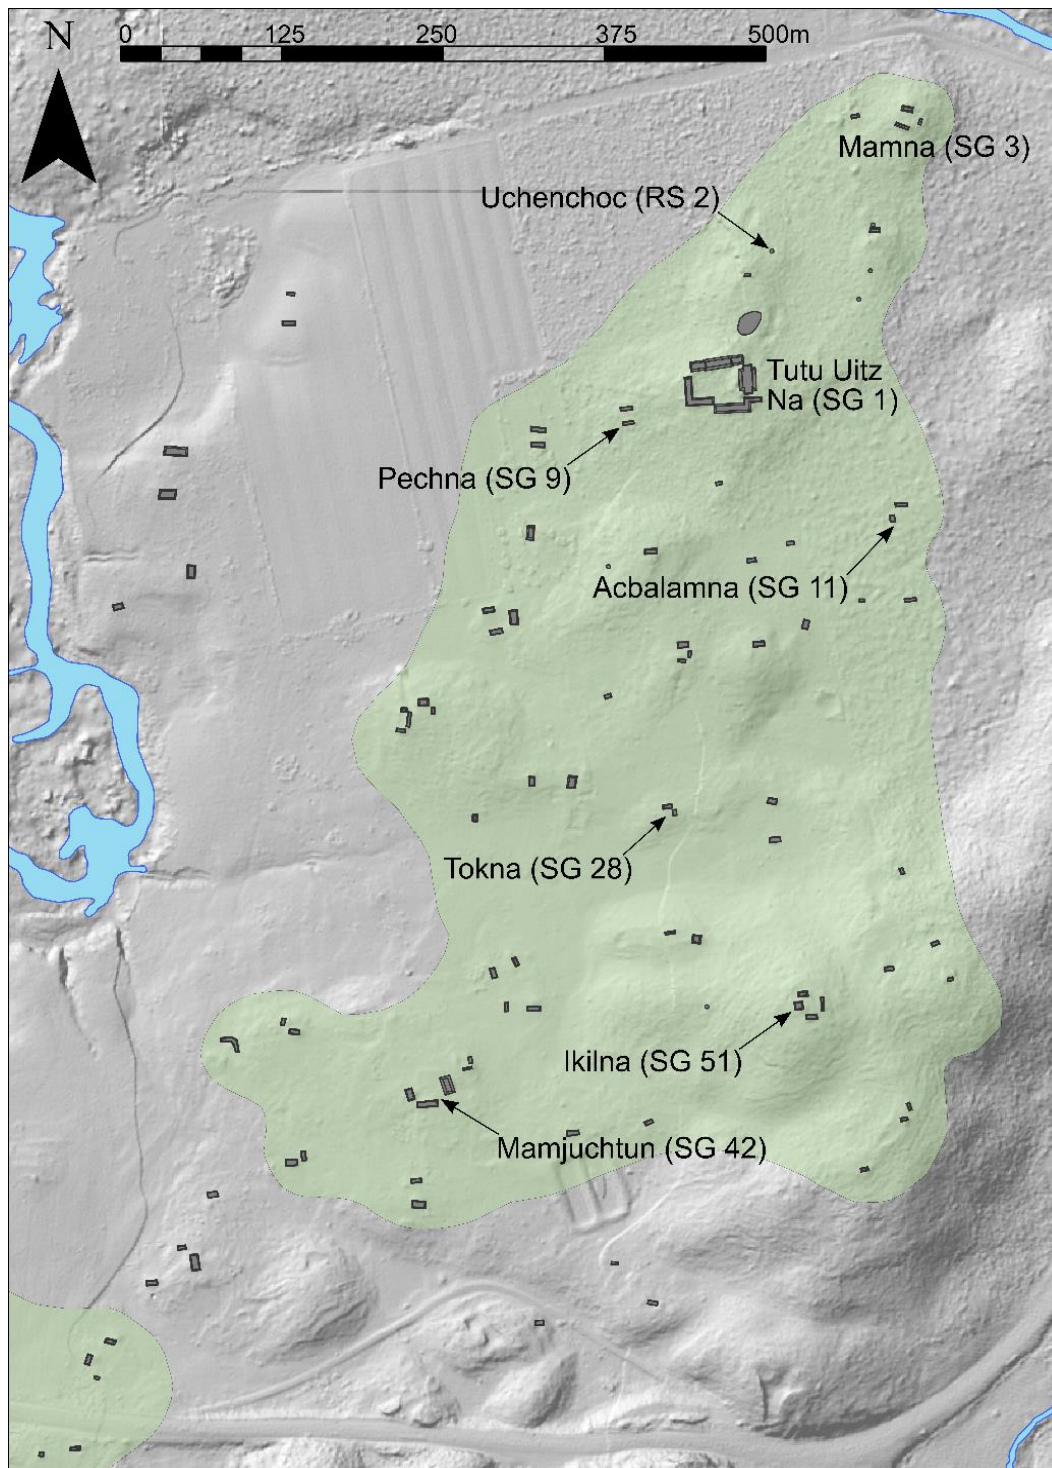 N
0 125 250 375 500m
Mamna (SG 3)
Uchenchoc (RS 2)
Tutu Uitz
Na (SG 1)
Pechna (SG 9)
Acbalamna (SG 11)
Tokna (SG 28)
Ikilna (SG 51)
Mamjuchtun (SG 42)